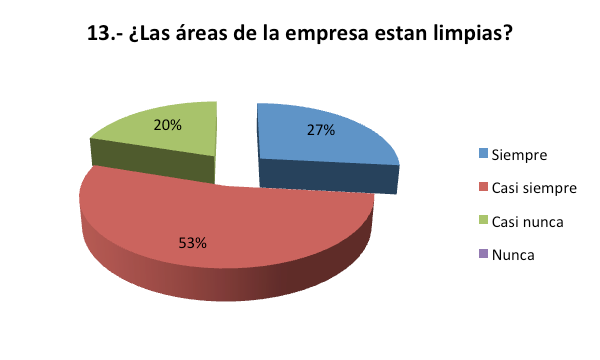 13.- ¿Las áreas de la empresa estan limpias?
20%
27%
53%
Siempre
Casi siempre
Casi nunca
Nunca